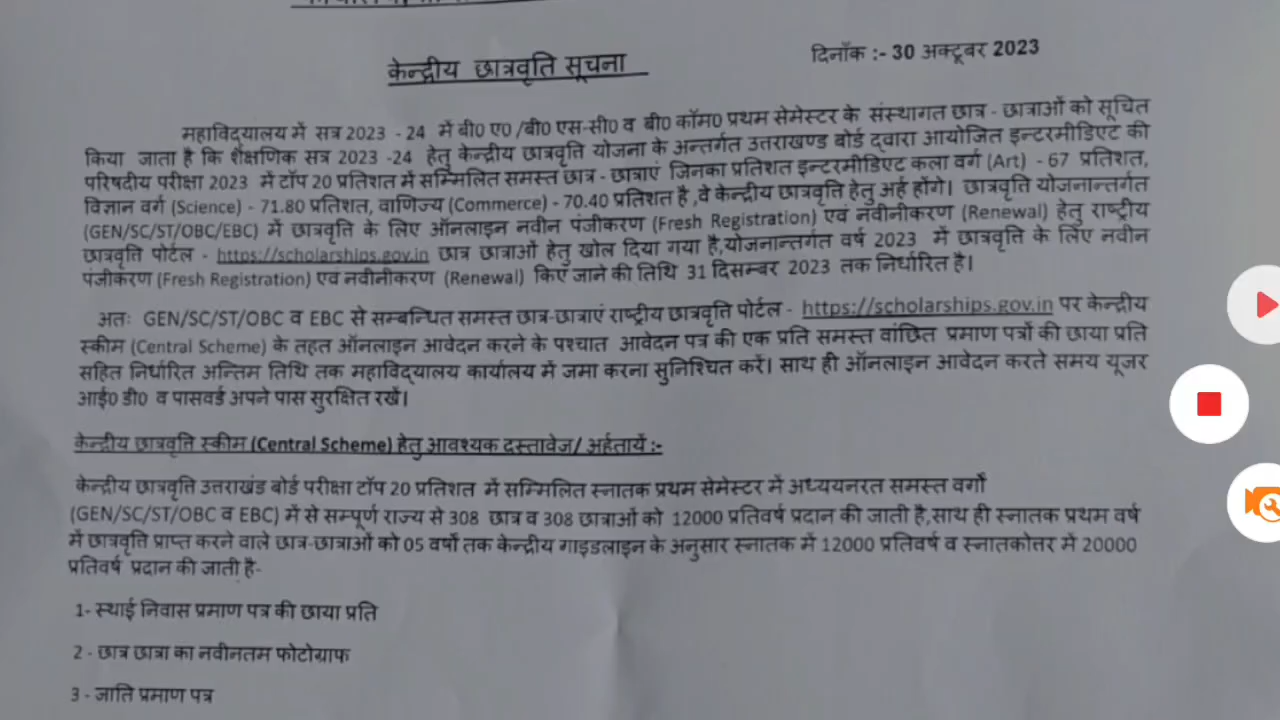 केन्द्रीय छात्रवृति सूचना
दिनाँक :- 30 अक्टूबर 2023
महाविद्यालय में सत्र 2023 - 24 में बी0 ए0 /बी0 एस-सी0 व बी0 कॉम0 प्रथम सेमेस्टर के संस्थागत छात्र - छात्राओं को सूचित
किया जाता है कि शैक्षणिक सत्र 2023 -24 हेतु केन्द्रीय छात्रवृति योजना के अन्तर्गत उत्तराखण्ड बोर्ड द्वारा आयोजित इन्टरमीडिएट की
परिषदीय परीक्षा 2023 में टॉप 20 प्रतिशत में सम्मिलित समस्त छात्र - छात्राएं जिनका प्रतिशत इन्टरमीडिएट कला वर्ग (Art) - 67 प्रतिशत,
विज्ञान वर्ग (Science) - 71.80 प्रतिशत, वाणिज्य (Commerce) - 70.40 प्रतिशत है ,वे केन्द्रीय छात्रवृति हेतु अर्ह होंगे। छात्रवृत्ति योजनान्तर्गत
(GEN/SC/ST/OBC/EBC) में छात्रवृत्ति के लिए ऑनलाइन नवीन पंजीकरण (Fresh Registration) एवं नवीनीकरण (Renewal) हेतु राष्ट्रीय
छात्रवृत्ति पोर्टल - https://scholarships.gov.in छात्र छात्राओं हेतु खोल दिया गया है,योजनान्तर्गत वर्ष 2023 में छात्रवृत्ति के लिए नवीन
पंजीकरण (Fresh Registration) एवं नवीनीकरण (Renewal) किए जाने की तिथि 31 दिसम्बर 2023 तक निर्धारित है।
अतः GEN/SC/ST/OBC व EBC से सम्बन्धित समस्त छात्र-छात्राएं राष्ट्रीय छात्रवृत्ति पोर्टल - https://scholarships.gov.in पर केन्द्रीय
स्कीम (Central Scheme) के तहत ऑनलाइन आवेदन करने के पश्चात आवेदन पत्र की एक प्रति समस्त वांछित प्रमाण पत्रों की छाया प्रति
सहित निर्धारित अन्तिम तिथि तक महाविद्यालय कार्यालय में जमा करना सुनिश्चित करें। साथ ही ऑनलाइन आवेदन करते समय यूजर
आई0 डी0 व पासवर्ड अपने पास सुरक्षित रखें।
केन्द्रीय छात्रवृति स्कीम (Central Scheme) हेतु आवश्यक दस्तावेज/ अर्हतायें :-
केन्द्रीय छात्रवृति उत्तराखंड बोर्ड परीक्षा टॉप 20 प्रतिशत में सम्मिलित स्नातक प्रथम सेमेस्टर में अध्ययनरत समस्त वर्गों
(GEN/SC/ST/OBC व EBC) में से सम्पूर्ण राज्य से 308 छात्र व 308 छात्राओं को 12000 प्रतिवर्ष प्रदान की जाती है,साथ ही स्नातक प्रथम वर्ष
में छात्रवृत्ति प्राप्त करने वाले छात्र-छात्राओं को 05 वर्षों तक केन्द्रीय गाइडलाइन के अनुसार स्नातक में 12000 प्रतिवर्ष व स्नातकोत्तर में 20000
प्रतिवर्ष प्रदान की जाती है-
1- स्थाई निवास प्रमाण पत्र की छाया प्रति
2 - छात्र छात्रा का नवीनतम फोटोग्राफ
3 - जाति प्रमाण पत्र